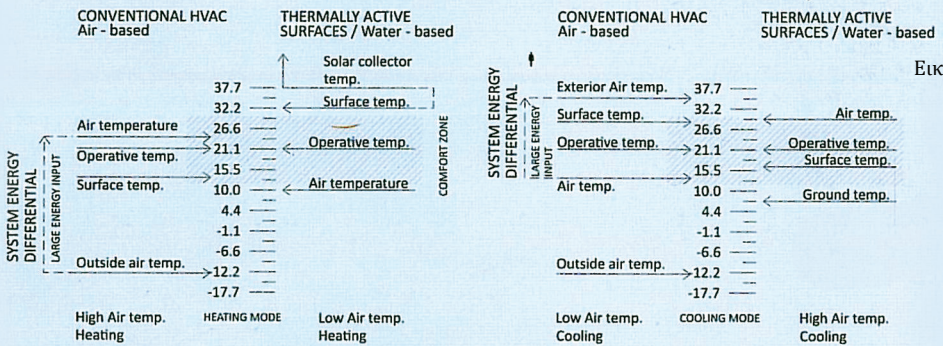 CONVENTIONAL HVAC
Air - based
THERMALLY ACTIVE
SURFACES / Water - based
Solar collector
temp.
Surface temp.
Air temperature
Operative temp.
Surface temp.
Operative temp.
Air temperature
Outside air temp.
SYSTEM ENERGY
DIFFERENTIAL
LARGE ENERGY INPUT
COMFORT ZONE
37.7
32.2
26.6
21.1
15.5
10.0
4.4
-1.1
-6.6
-12.2
-17.7
High Air temp.
Heating
HEATING MODE
Low Air temp.
Heating
CONVENTIONAL HVAC
Air - based
THERMALLY ACTIVE
SURFACES / Water - based
Εικ
Exterior Air temp.
Surface temp.
Operative temp.
Air temp.
Outside air temp.
SYSTEM ENERGY
DIFFERENTIAL
LARGE ENERGY
IINPUT
37.7
32.2
26.6
21.1
15.5
10.0
4.4
-1.1
-6.6
-12.2
-17.7
Air temp.
Operative temp.
Surface temp.
Ground temp.
Low Air temp.
Cooling
COOLING MODE
High Air temp.
Cooling